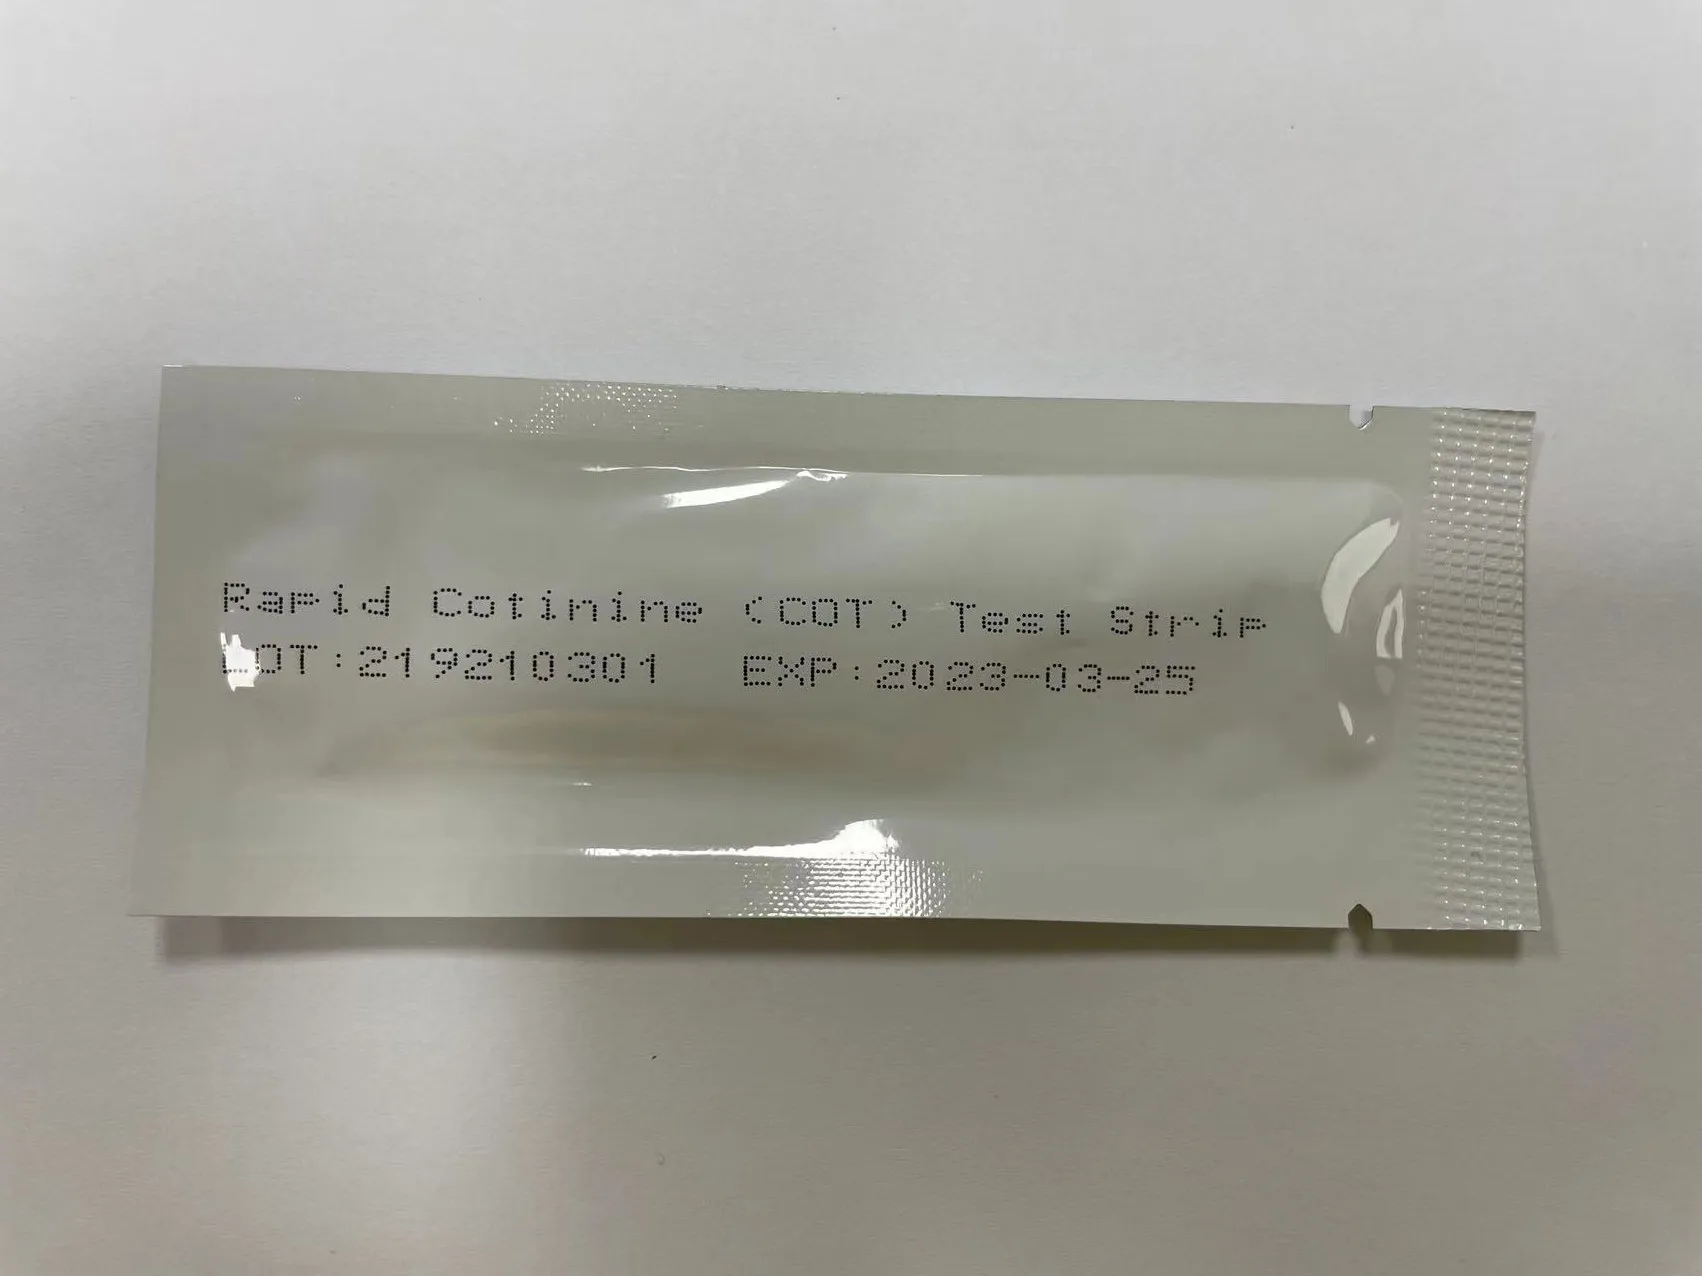 Rapid Cotinine (COT) Test Strip
LOT:219210301 EXP:2023-03-25